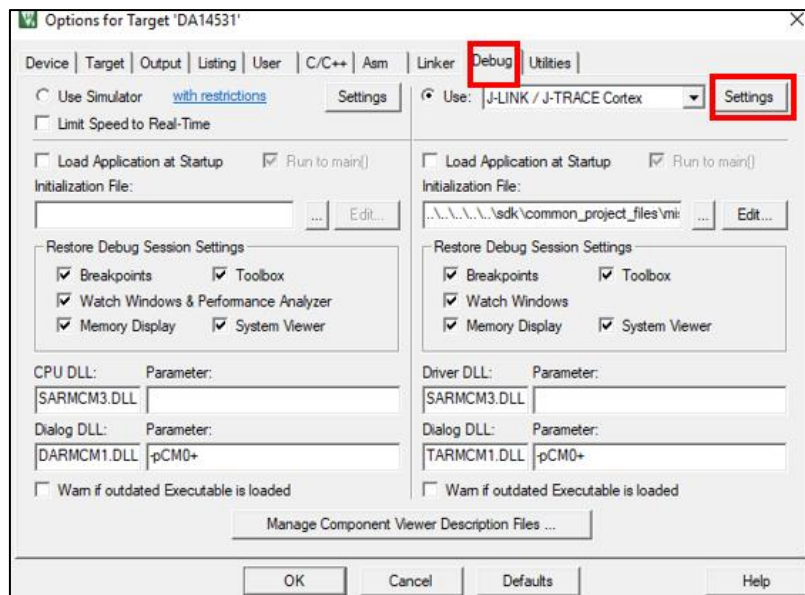 Options for Target 'DA14531'
Device Target Output Listing User C/C++ Asm Linker Debug Utilities
Use Simulator with restrictions Settings
Limit Speed to Real-Time
Use: J-LINK / J-TRACE Cortex Settings
Load Application at Startup Run to main()
Initialization File:
... Edit...
Restore Debug Session Settings
Breakpoints Toolbox
Watch Windows & Performance Analyzer
Memory Display System Viewer
CPU DLL: Parameter:
SARMCM3.DLL
Dialog DLL: Parameter:
DARMCM1.DLL -pCM0+
Warn if outdated Executable is loaded
Load Application at Startup Run to main()
Initialization File:
..\..\..\..\..\sdk\common_project_files\mis ... Edit...
Restore Debug Session Settings
Breakpoints Toolbox
Watch Windows
Memory Display System Viewer
Driver DLL: Parameter:
SARMCM3.DLL
Dialog DLL: Parameter:
TARMCM1.DLL -pCM0+
Warn if outdated Executable is loaded
Manage Component Viewer Description Files ...
OK Cancel Defaults Help